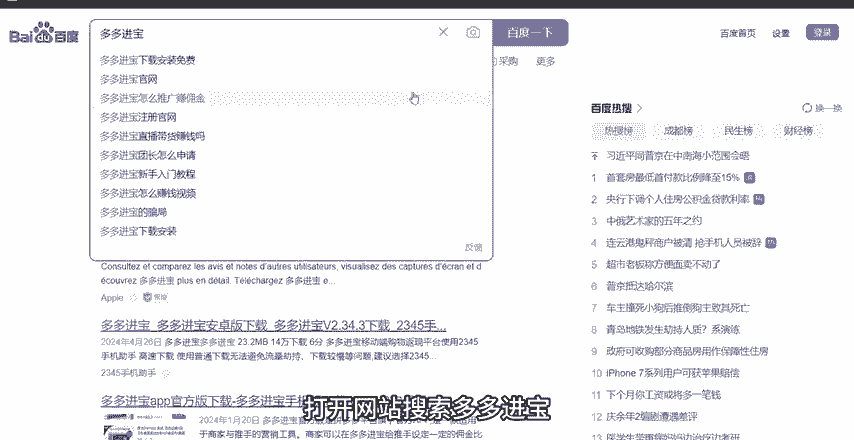 Bai du 百度
多多进宝
百度一下
百度首页 设置 登录
多多进宝下载安装免费
多多进宝官网
采购 更多
多多进宝怎么推广赚佣金
多多进宝注册官网
多多进宝直播带货赚钱吗
多多进宝团长怎么申请
多多进宝新手入门教程
多多进宝怎么赚钱视频
多多进宝的骗局
多多进宝下载安装
反馈
Consultez et comparez les avis et notes d'autres utilisateurs, visualisez des captures d'écran et d
écouvrez 多多进宝 plus en détail. Téléchargez 多多进宝 e...
Apple
多多进宝_多多进宝安卓版下载_多多进宝V2.34.3下载_2345手...
2024年4月26日 多多进宝多多进宝 23.2MB 14万下载 6分 多多进宝移动端购物返现平台使用2345
手机助手 高速下载 使用普通下载无法避免流量劫持、下载较慢等问题,建议选择2345...
2345手机助手
多多进宝app官方版下载-多多进宝手机
2024年1月20日 多多进宝官方
于商家与推手的营销工具。商家可以在多多进宝给推手设定一定的佣金比
百度热搜
换一换
热搜榜 成都榜 民生榜 财经榜
习近平同普京在中南海小范围会晤
1 首套房最低首付款比例降至15%
2 央行下调个人住房公积金贷款利率
3 中俄艺术家的五年之约
4 连云港鬼秤商户被清 抢手机人员被辞
5 超市老板称方便面卖不动了
6 普京抵达哈尔滨
7 车主撞死小狗后推倒狗主致其死亡
8 青岛地铁发生劫持人质？系演练
9 政府可收购部分商品房用作保障性住房
10 iPhone 7系列用户可获苹果赔偿
11 下个月你工资或将多一笔钱
12 庆余年2编剧遭遇差评
打开网站搜索多多进宝